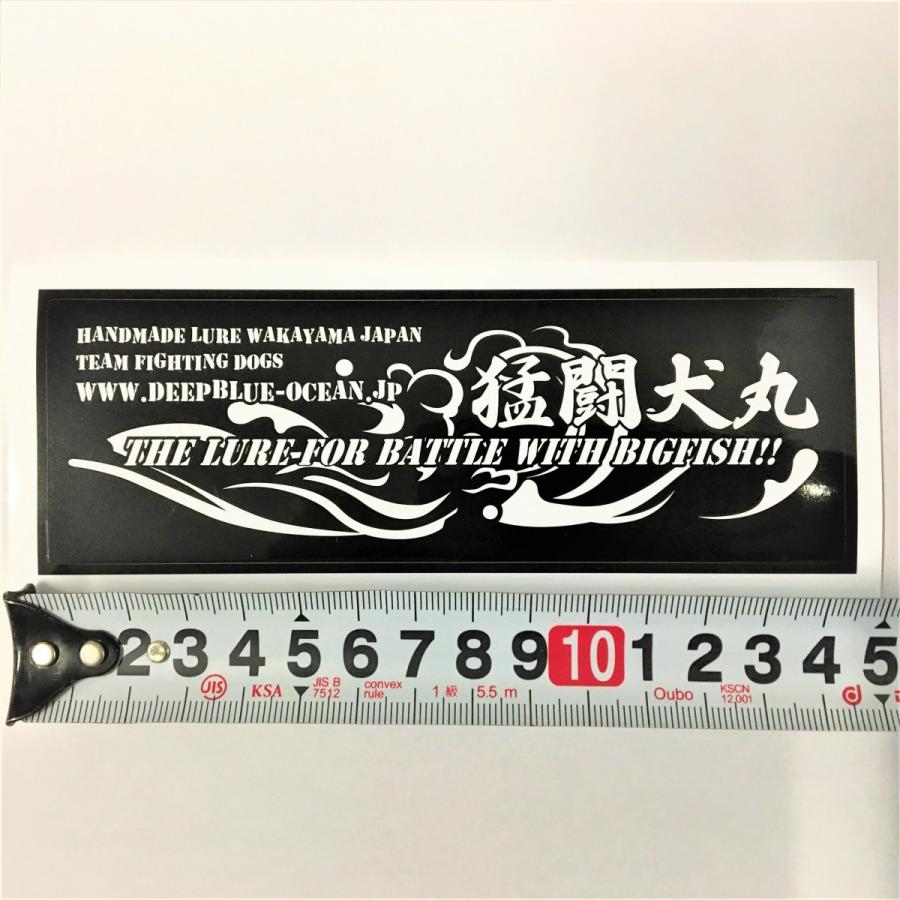 HANDMADE LURE WAKAYAMA JAPAN
TEAM FIGHTING DOGS
WWW.DEEPBLUE-OCEAN.JP
猛闘犬丸
THE LURE-FOR BATTLE WITH BIGFISH!!
2 3 4 5 6 7 8 9 10 1 2 3 4 5
JIS KSA JIS B 7512 convex rule 1級 5.5 m Oubo KSCN 12,001